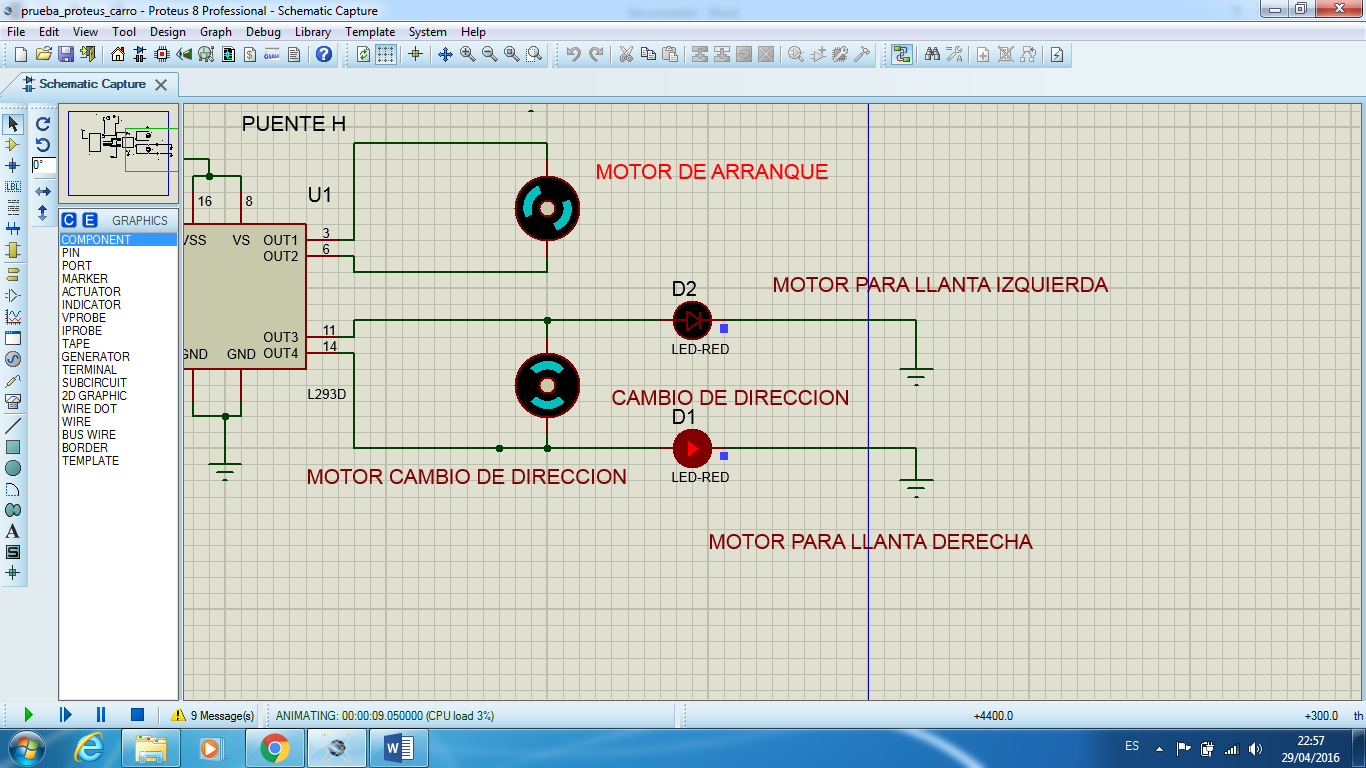 prueba_proteus_carro - Proteus 8 Professional - Schematic Capture
File Edit View Tool Design Graph Debug Library Template System Help
Schematic Capture
0°
LBL
C E GRAPHICS
COMPONENT
PIN
PORT
MARKER
ACTUATOR
INDICATOR
VPROBE
IPROBE
TAPE
GENERATOR
TERMINAL
SUBCIRCUIT
2D GRAPHIC
WIRE DOT
WIRE
BUS WIRE
BORDER
TEMPLATE
A
S
PUENTE H
MOTOR DE ARRANQUE
U1
16 8
3
VSS VS OUT1
6
OUT2
MOTOR PARA LLANTA IZQUIERDA
D2
11
OUT3
14
GND GND OUT4
LED-RED
L293D
CAMBIO DE DIRECCION
D1
MOTOR CAMBIO DE DIRECCION
LED-RED
MOTOR PARA LLANTA DERECHA
9 Message(s) ANIMATING: 00:00:09.050000 (CPU load 3%) +4400.0 +300.0 th
ES 22:57
29/04/2016